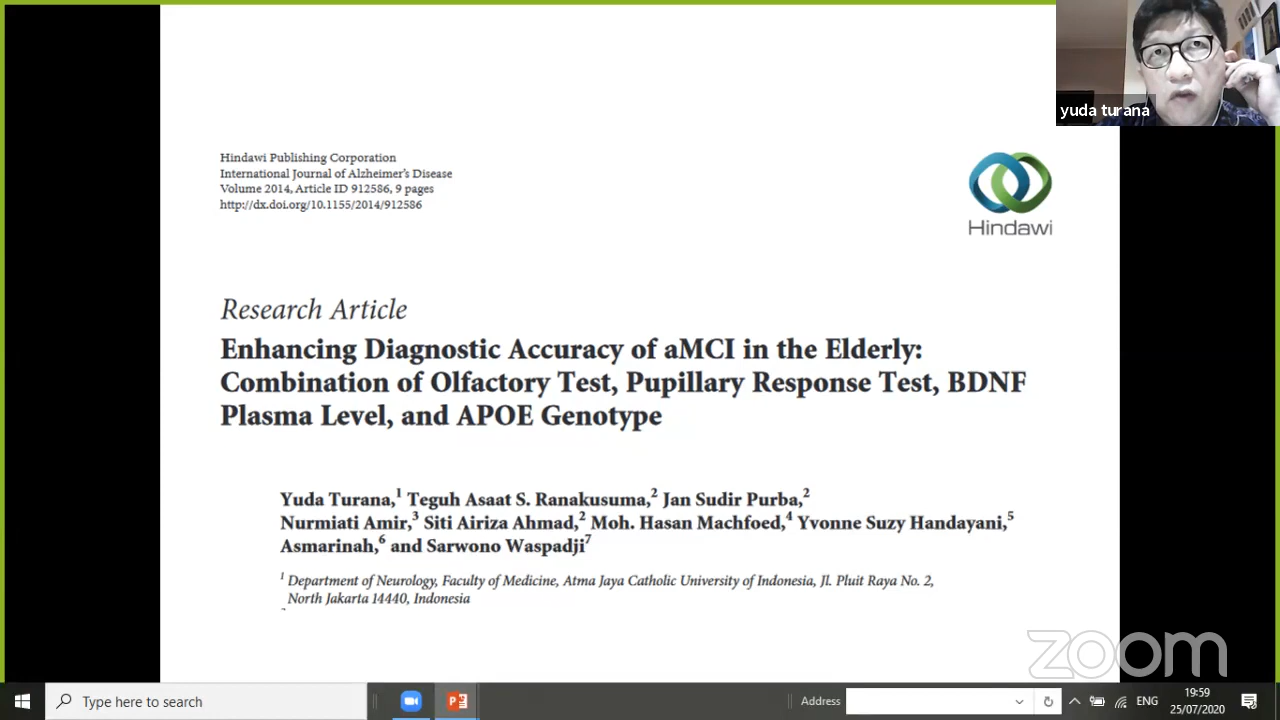 yuda turana
Hindawi Publishing Corporation
International Journal of Alzheimer's Disease
Volume 2014, Article ID 912586, 9 pages
http://dx.doi.org/10.1155/2014/912586
Hindawi
Research Article
Enhancing Diagnostic Accuracy of aMCI in the Elderly:
Combination of Olfactory Test, Pupillary Response Test, BDNF
Plasma Level, and APOE Genotype
Yuda Turana,1 Teguh Asaat S. Ranakusuma,2 Jan Sudir Purba,2
Nurmiati Amir,3 Siti Airiza Ahmad,2 Moh. Hasan Machfoed,4 Yvonne Suzy Handayani,5
Asmarinah,6 and Sarwono Waspadji7
1 Department of Neurology, Faculty of Medicine, Atma Jaya Catholic University of Indonesia, Jl. Pluit Raya No. 2,
North Jakarta 14440, Indonesia
zoom
Type here to search
Address
ENG
19:59
25/07/2020